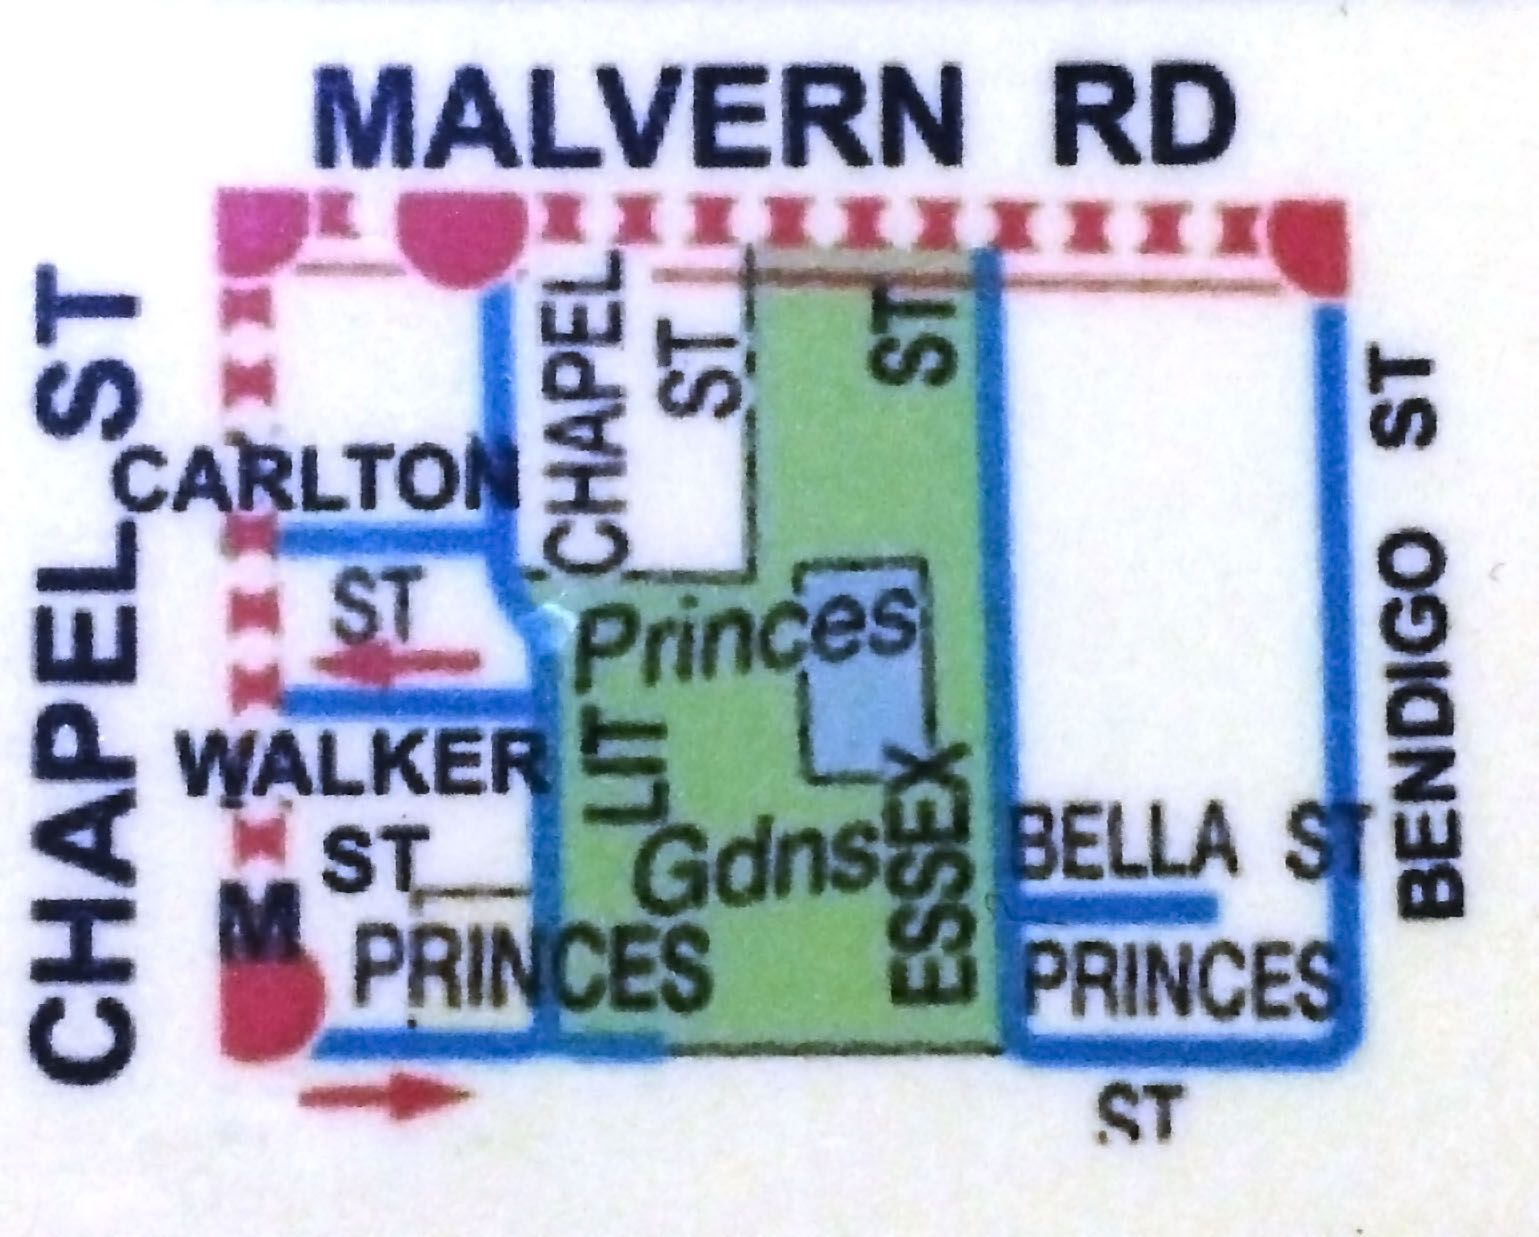 MALVERN RD
CHAPEL ST
CARLTON
ST
WALKER
ST
M
PRINCES
LIT
CHAPEL
ST
Princes
Gdns
ESSEX
ST
BELLA ST
PRINCES
ST
BENDIGO ST